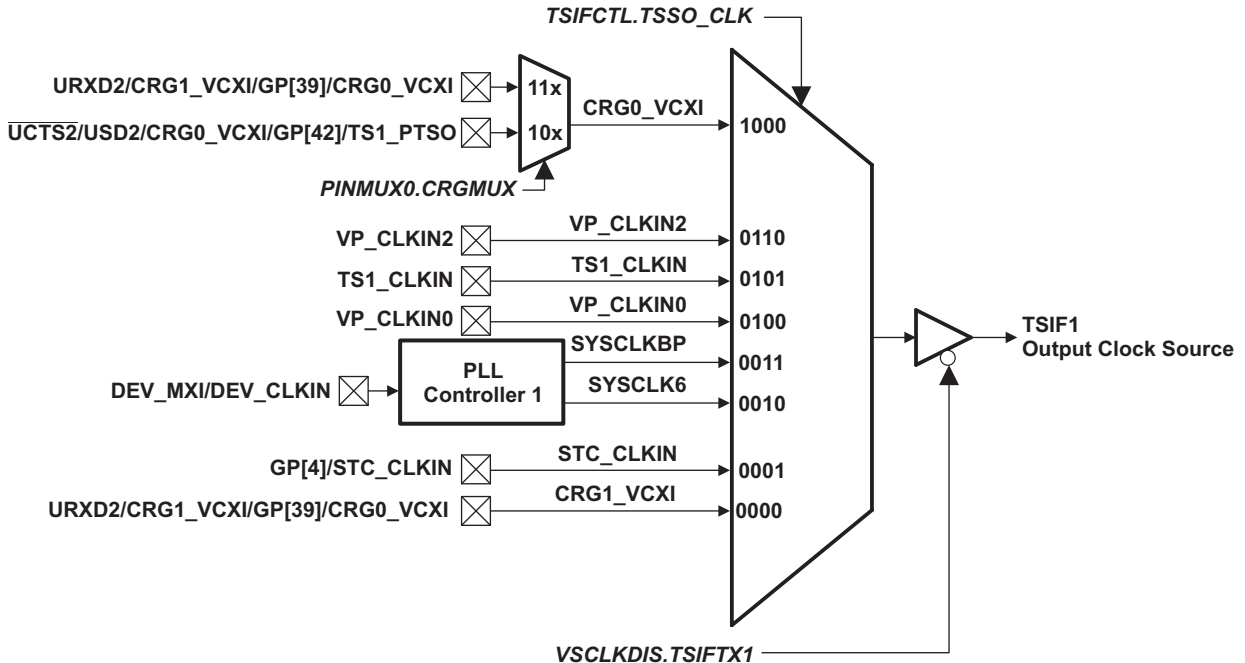 TSIFCTL.TSSO_CLK
URXD2/CRG1_VCXI/GP[39]/CRG0_VCXI
11x
CRG0_VCXI
1000
UCTS2/USD2/CRG0_VCXI/GP[42]/TS1_PTSO
10x
PINMUX0.CRGMUX
VP_CLKIN2
VP_CLKIN2
0110
TS1_CLKIN
TS1_CLKIN
0101
VP_CLKIN0
VP_CLKIN0
0100
DEV_MXI/DEV_CLKIN
PLL
Controller 1
SYSCLKBP
0011
SYSCLK6
0010
TSIF1
Output Clock Source
GP[4]/STC_CLKIN
STC_CLKIN
0001
URXD2/CRG1_VCXI/GP[39]/CRG0_VCXI
CRG1_VCXI
0000
VSCLKDIS.TSIFTX1